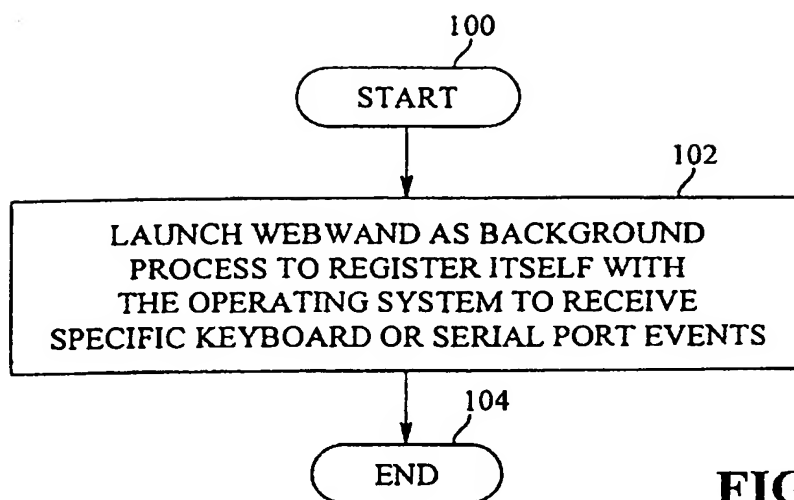 100
START
102
LAUNCH WEBWAND AS BACKGROUND
PROCESS TO REGISTER ITSELF WITH
THE OPERATING SYSTEM TO RECEIVE
SPECIFIC KEYBOARD OR SERIAL PORT EVENTS
104
END
FIG